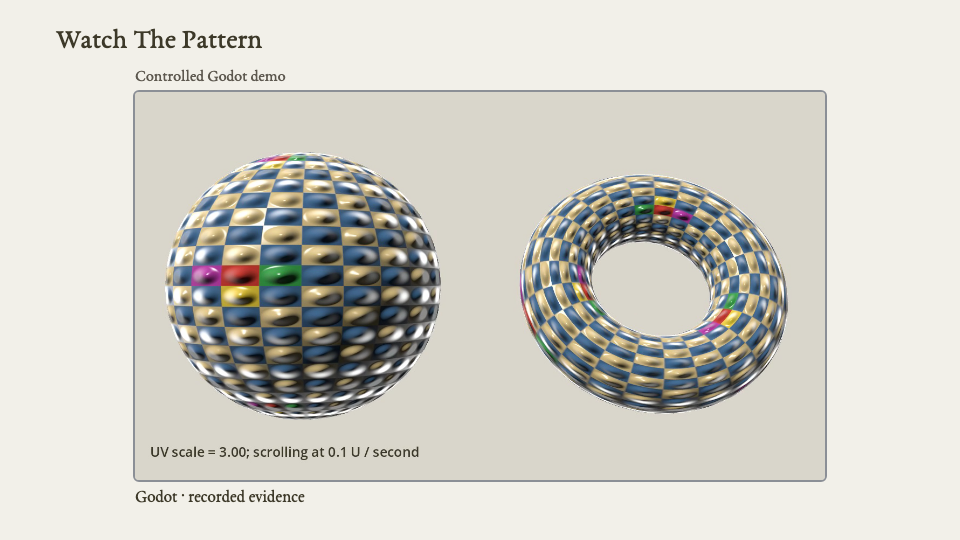 Watch The Pattern
Controlled Godot demo
UV scale = 3.00; scrolling at 0.1 U / second
Godot · recorded evidence